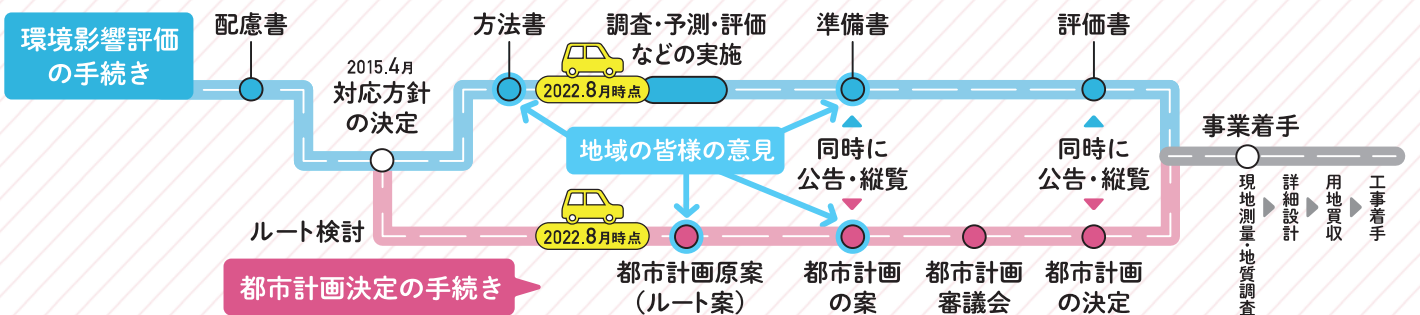 環境影響評価
の手続き
配慮書
2015.4月
対応方針
の決定
方法書
調査・予測・評価
などの実施
2022.8月時点
準備書
評価書
地域の皆様の意見
同時に
公告・縦覧
同時に
公告・縦覧
事業着手
現地測量・地質調査
詳細設計
用地買収
工事着手
ルート検討
2022.8月時点
都市計画決定の手続き
都市計画原案
（ルート案）
都市計画
の案
都市計画
審議会
都市計画
の決定